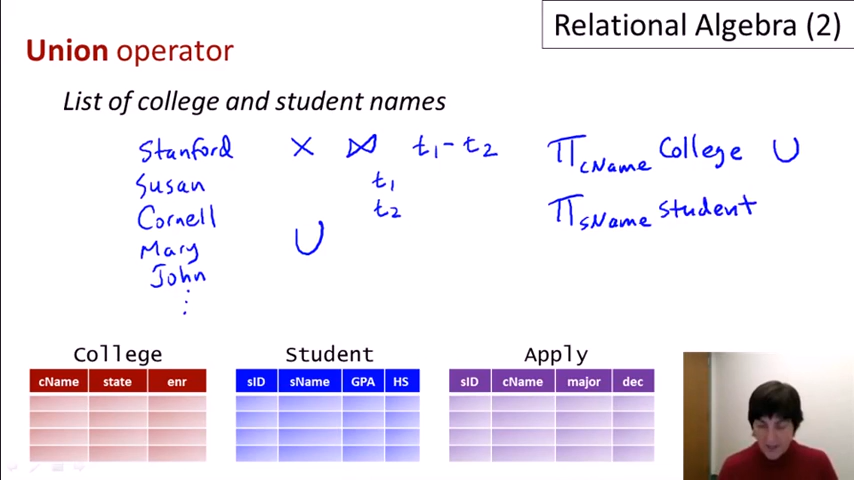 Relational Algebra (2)
Union operator
List of college and student names
Stanford × ⋈ t₁ - t₂ π cName College ∪
Susan t₁
Cornell t₂ π sName Student
Mary ∪
John
⋮
College Student Apply
cName state enr sID sName GPA HS sID cName major dec